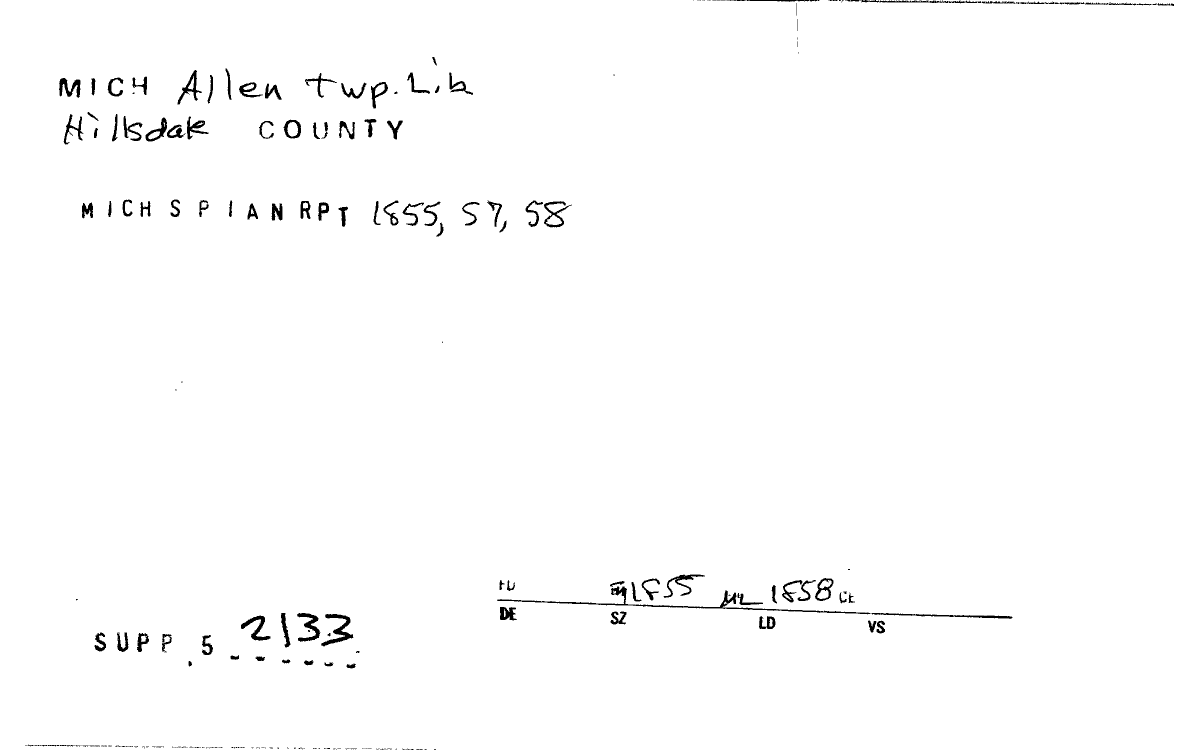 MICH Allen twp. Lib
Hillsdale COUNTY
MICH S P I A N RPT 1855, 57, 58
FD 1855 ML 1858 CE
DE SZ LD VS
SUPP. 5 2133